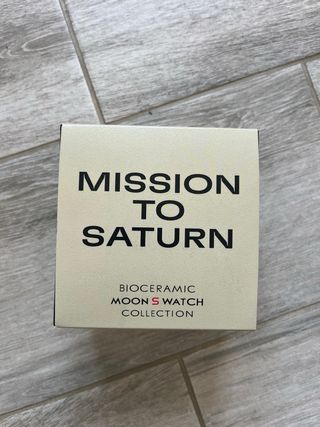 MISSION
TO
SATURN
BIOCERAMIC
MOON S WATCH
COLLECTION